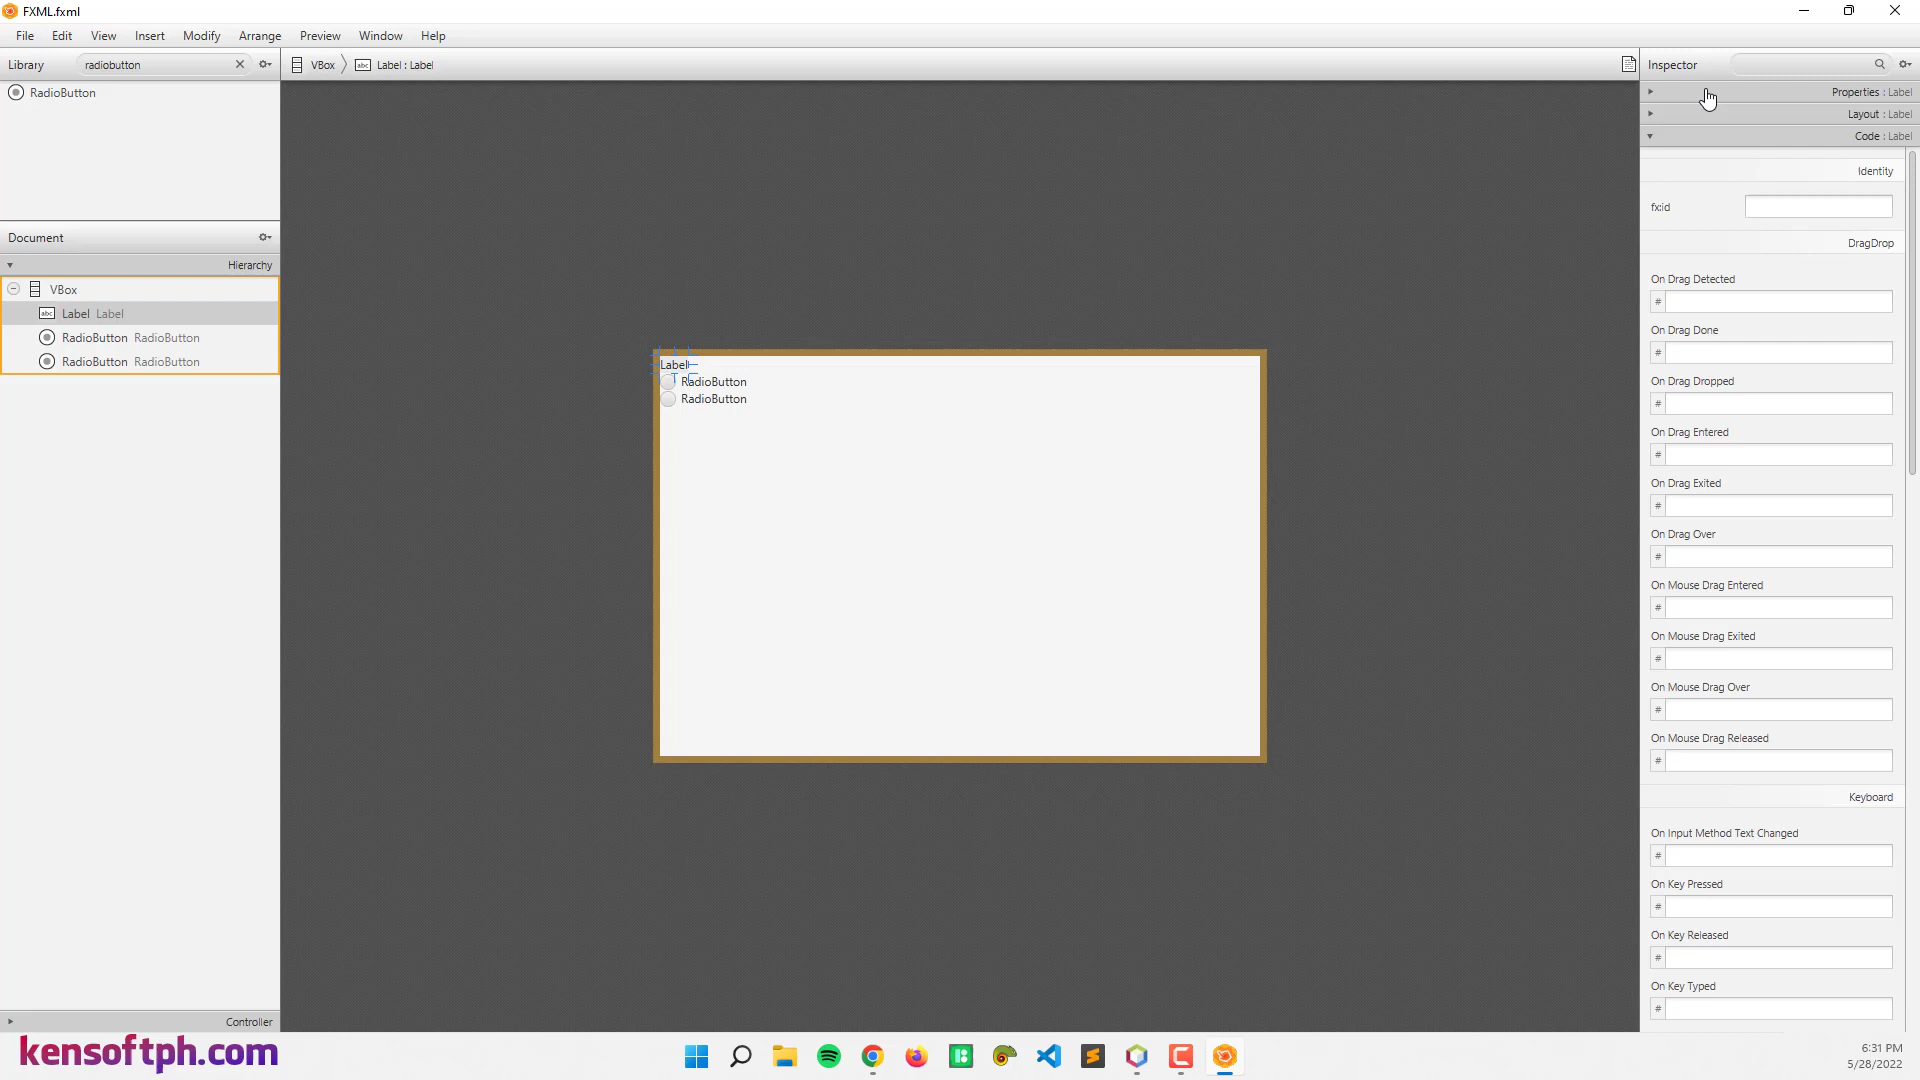 FXML.fxml
File Edit View Insert Modify Arrange Preview Window Help
Library radiobutton
RadioButton
Document
Hierarchy
VBox
Label Label
RadioButton RadioButton
RadioButton RadioButton
Controller
VBox abc Label : Label
Label
RadioButton
RadioButton
Inspector
Properties : Label
Layout : Label
Code : Label
Identity
fx:id
DragDrop
On Drag Detected
#
On Drag Done
#
On Drag Dropped
#
On Drag Entered
#
On Drag Exited
#
On Drag Over
#
On Mouse Drag Entered
#
On Mouse Drag Exited
#
On Mouse Drag Over
#
On Mouse Drag Released
#
Keyboard
On Input Method Text Changed
#
On Key Pressed
#
On Key Released
#
On Key Typed
#
kensoftph.com
6:31 PM
5/28/2022